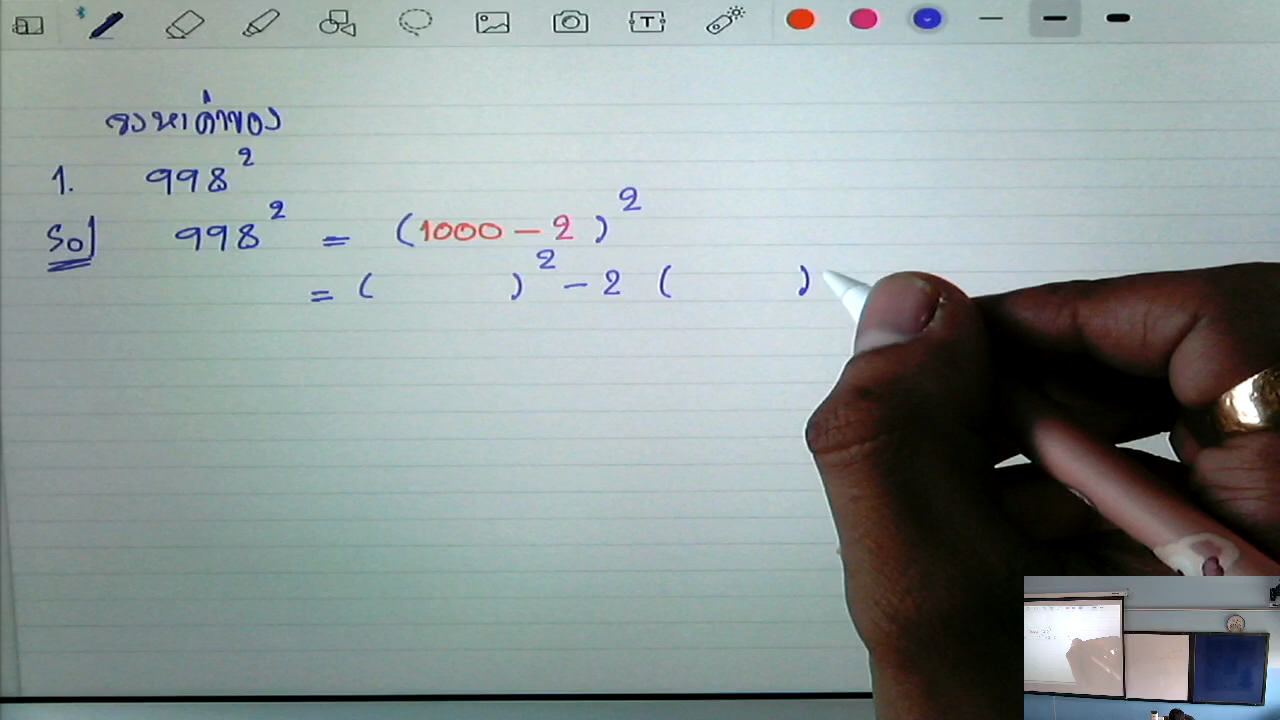 จงหาค่าของ
1. 998²
Sol 998² = (1000 - 2)²
= ( )² - 2 ( )